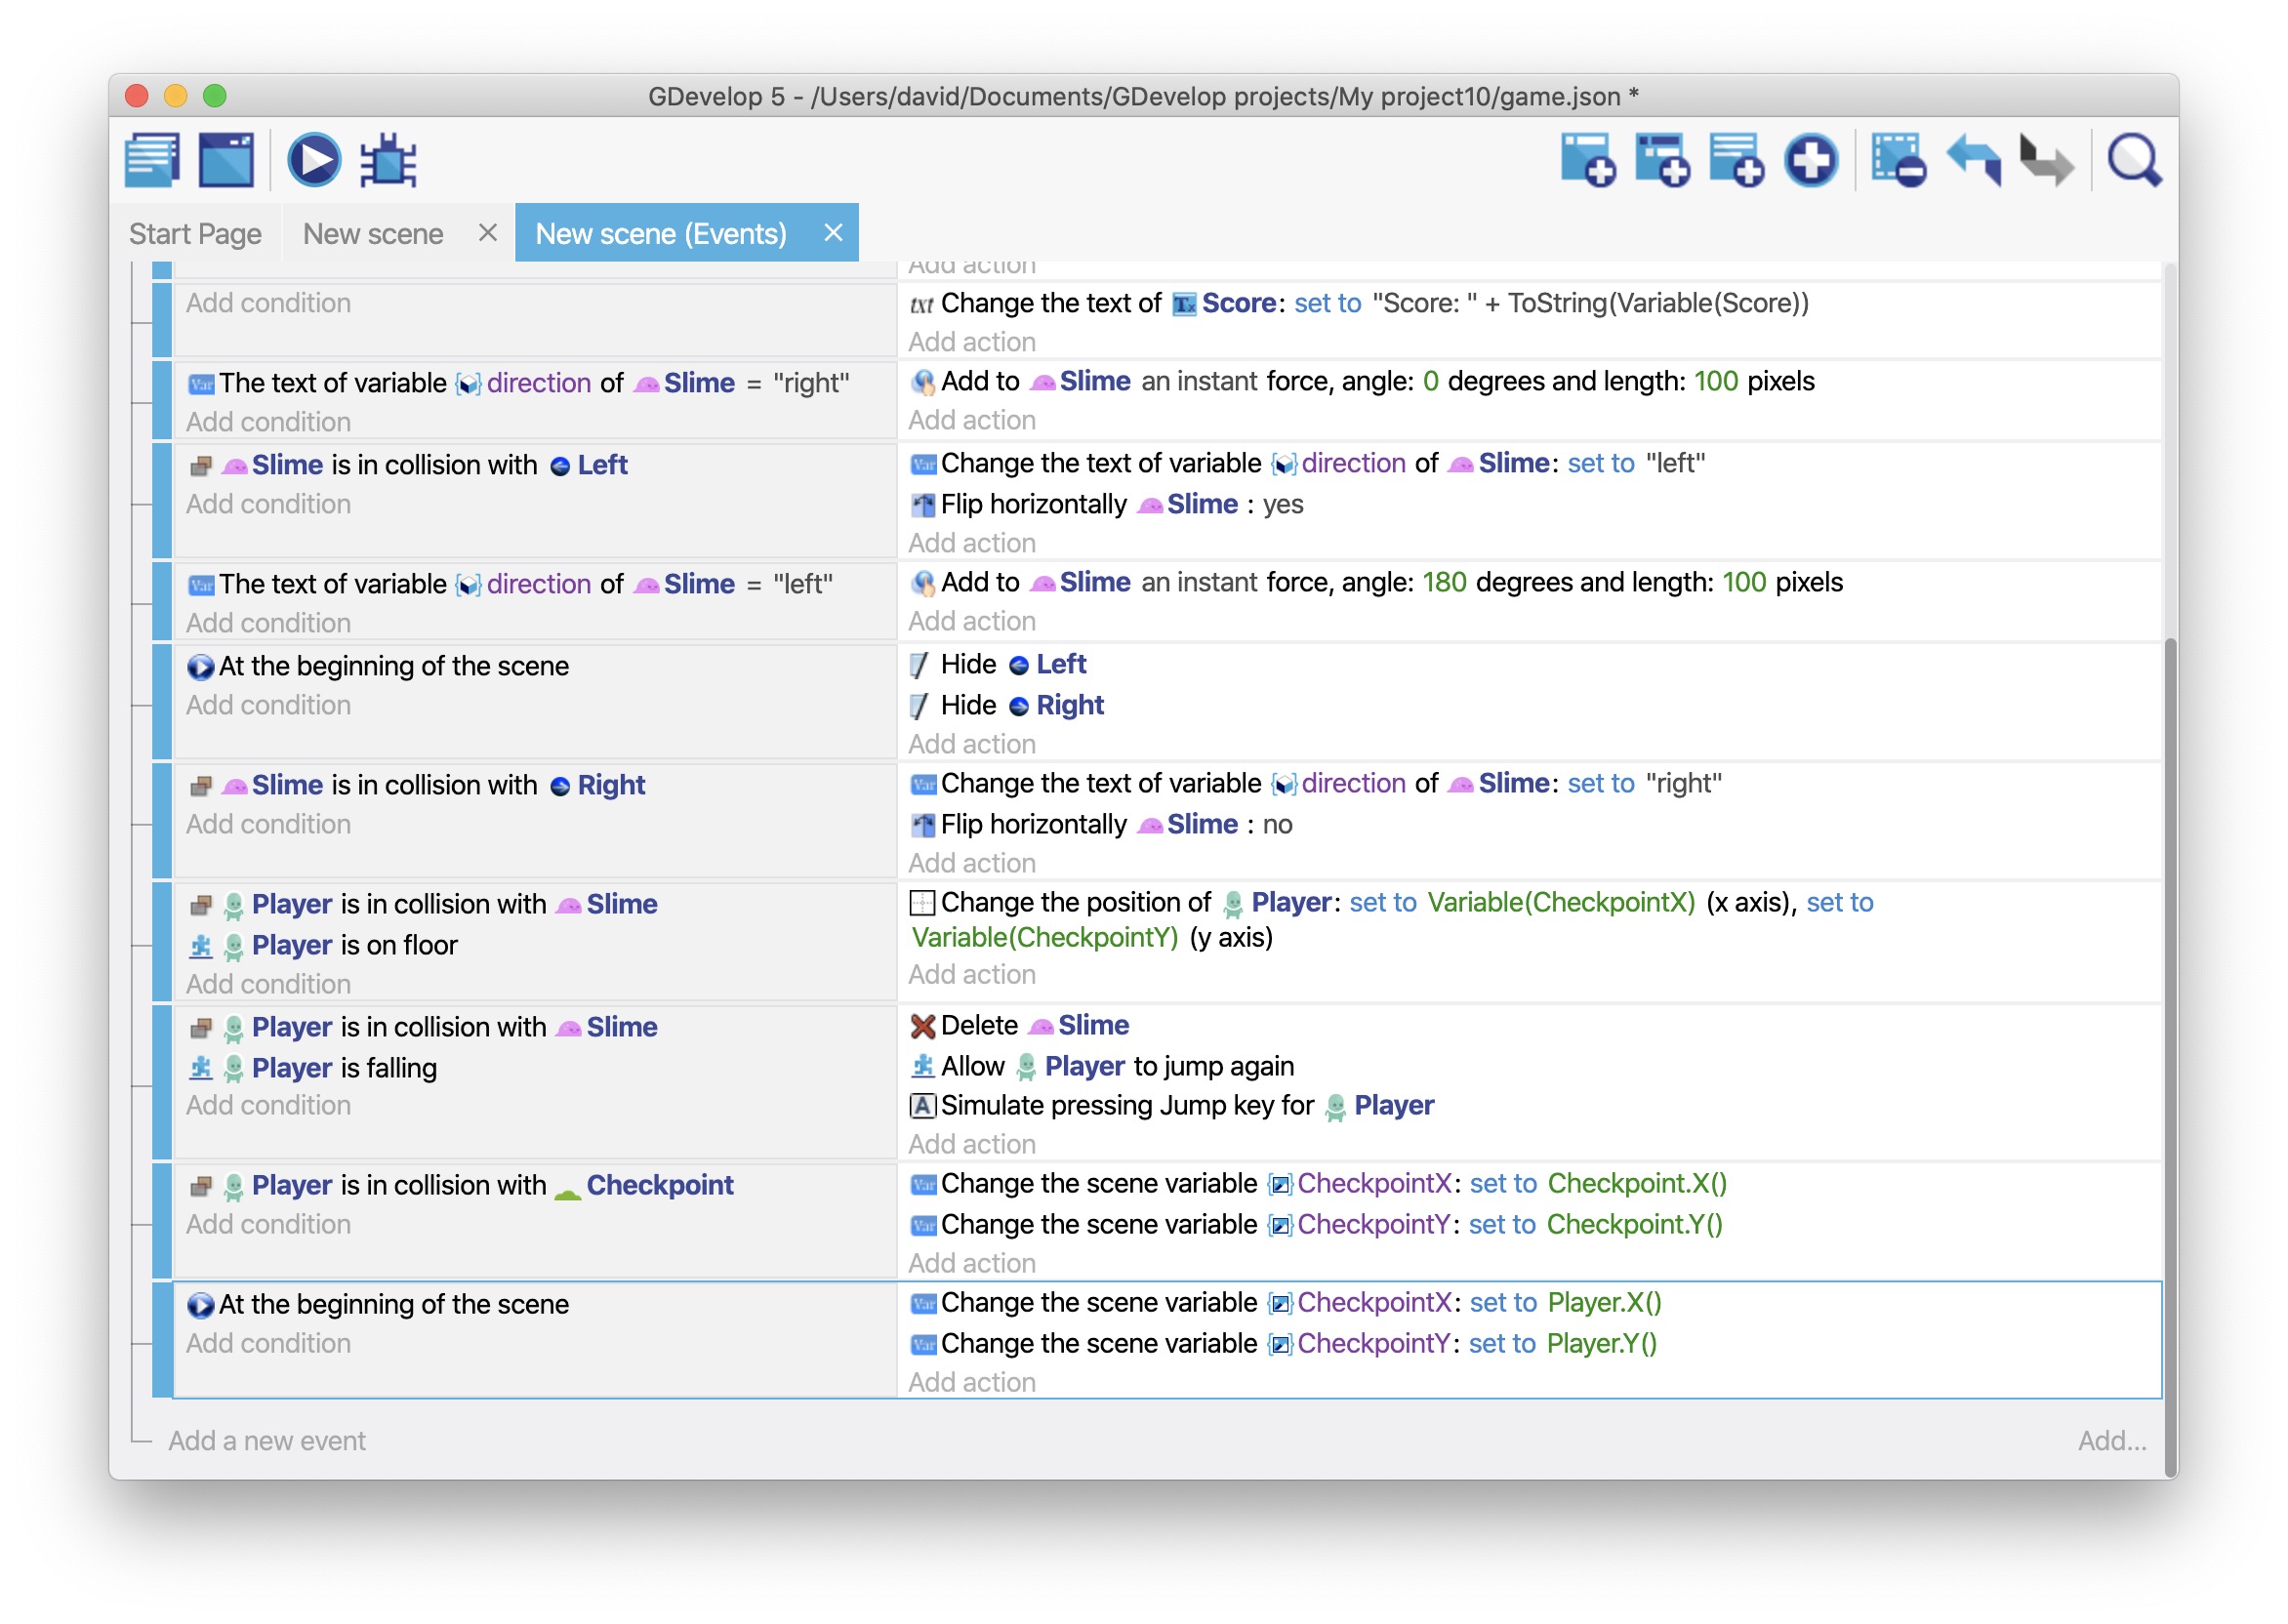 GDevelop 5 - /Users/david/Documents/GDevelop projects/My project10/game.json *
Start Page New scene × New scene (Events) ×
Add action
Add condition
txt Change the text of Tx Score: set to "Score: " + ToString(Variable(Score))
Add action
Var The text of variable direction of Slime = "right"
Add condition
Add to Slime an instant force, angle: 0 degrees and length: 100 pixels
Add action
Slime is in collision with Left
Add condition
Var Change the text of variable direction of Slime: set to "left"
Flip horizontally Slime : yes
Add action
Var The text of variable direction of Slime = "left"
Add condition
Add to Slime an instant force, angle: 180 degrees and length: 100 pixels
Add action
At the beginning of the scene
Add condition
Hide Left
Hide Right
Add action
Slime is in collision with Right
Add condition
Var Change the text of variable direction of Slime: set to "right"
Flip horizontally Slime : no
Add action
Player is in collision with Slime
Player is on floor
Add condition
Change the position of Player: set to Variable(CheckpointX) (x axis), set to
Variable(CheckpointY) (y axis)
Add action
Player is in collision with Slime
Player is falling
Add condition
Delete Slime
Allow Player to jump again
A Simulate pressing Jump key for Player
Add action
Player is in collision with Checkpoint
Add condition
Var Change the scene variable CheckpointX: set to Checkpoint.X()
Var Change the scene variable CheckpointY: set to Checkpoint.Y()
Add action
At the beginning of the scene
Add condition
Var Change the scene variable CheckpointX: set to Player.X()
Var Change the scene variable CheckpointY: set to Player.Y()
Add action
Add a new event
Add...